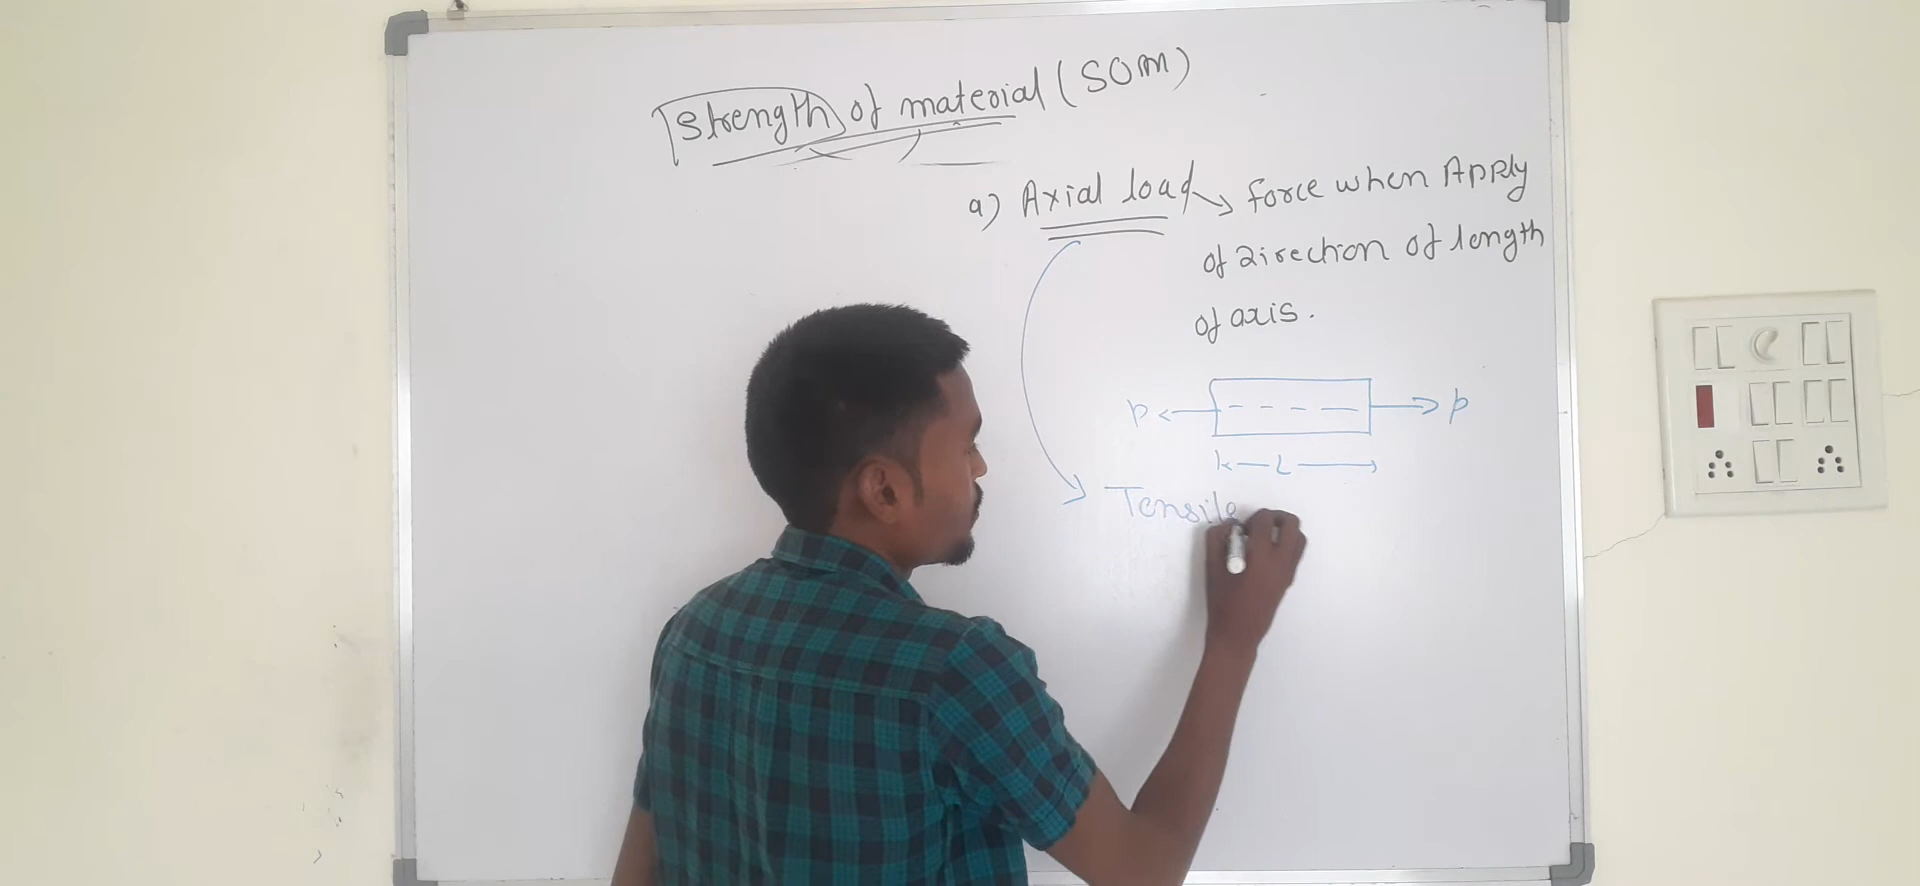 Strength of material (SOM)
a) Axial load → force when Apply
of Direction of length
of axis.
P P
L
Tensile